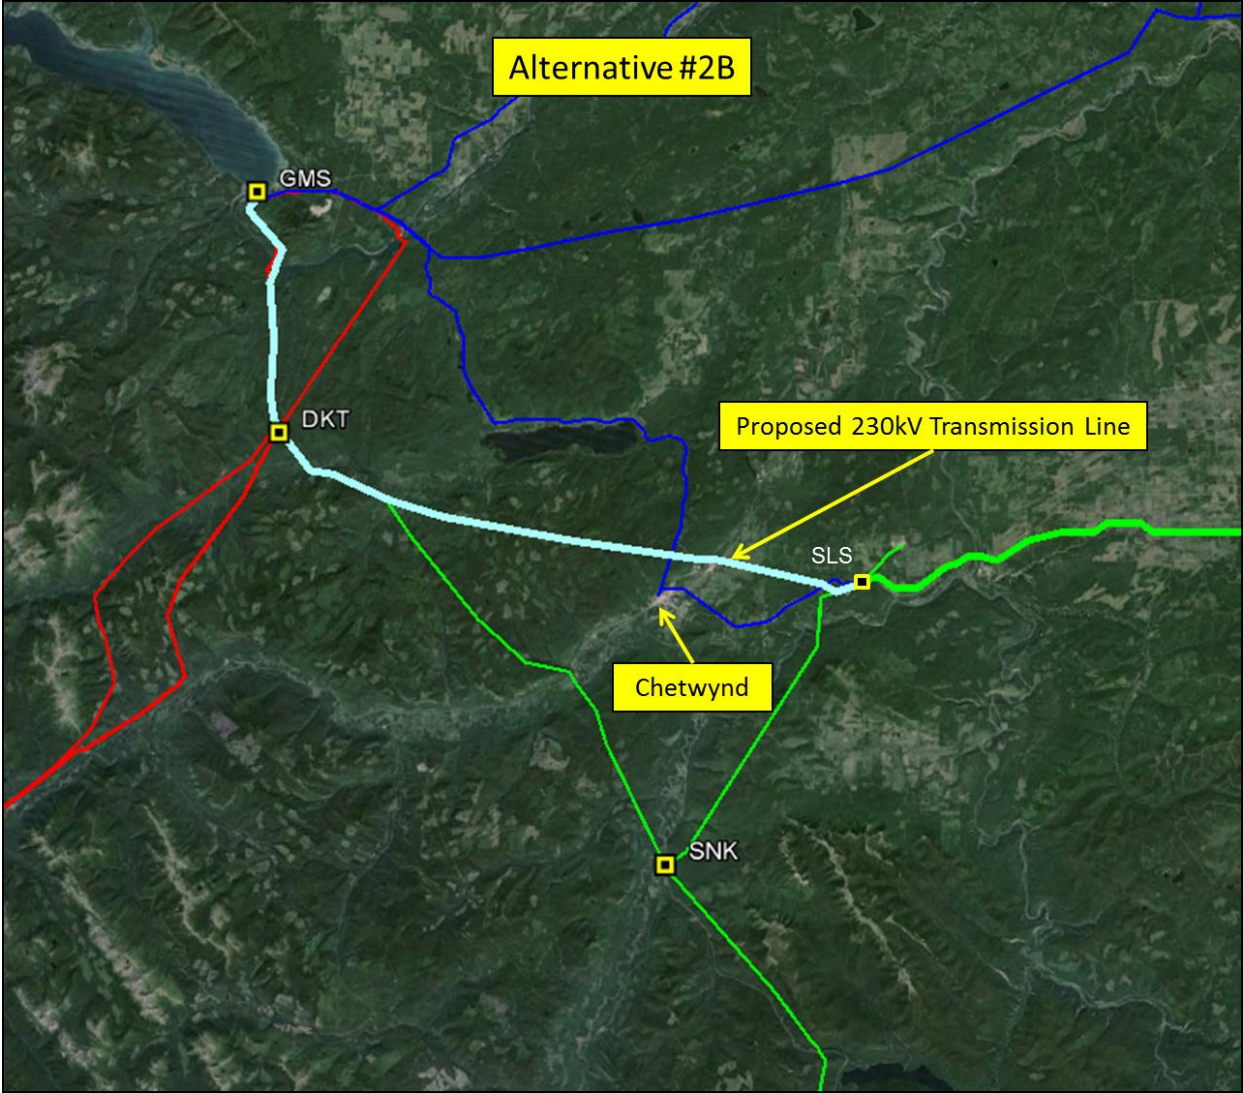 Alternative #2B
GMS
DKT
Proposed 230kV Transmission Line
SLS
Chetwynd
SNK